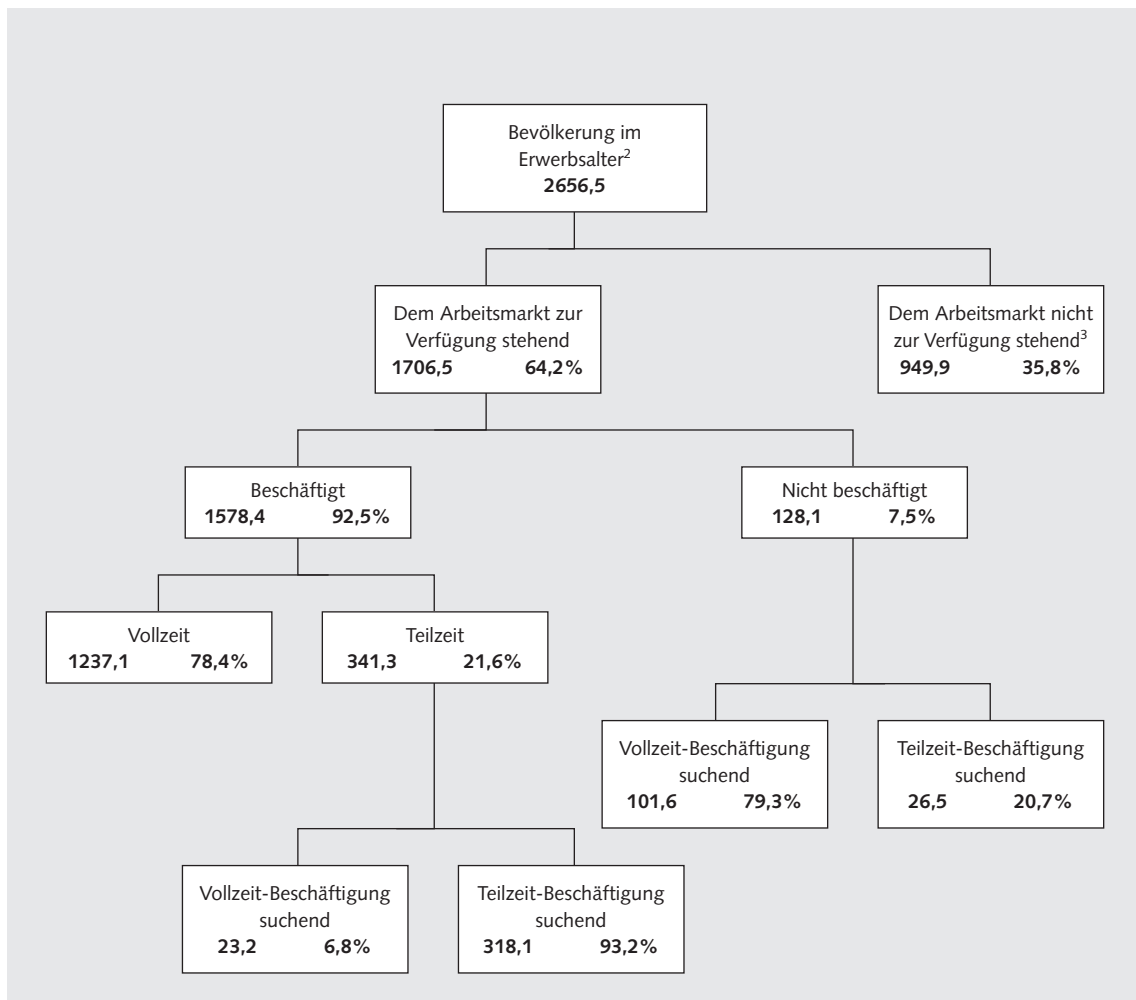 Bevölkerung im
Erwerbsalter²
2656,5
Dem Arbeitsmarkt zur
Verfügung stehend
1706,5 64,2%
Dem Arbeitsmarkt nicht
zur Verfügung stehend³
949,9 35,8%
Beschäftigt
1578,4 92,5%
Nicht beschäftigt
128,1 7,5%
Vollzeit
1237,1 78,4%
Teilzeit
341,3 21,6%
Vollzeit-Beschäftigung
suchend
101,6 79,3%
Teilzeit-Beschäftigung
suchend
26,5 20,7%
Vollzeit-Beschäftigung
suchend
23,2 6,8%
Teilzeit-Beschäftigung
suchend
318,1 93,2%